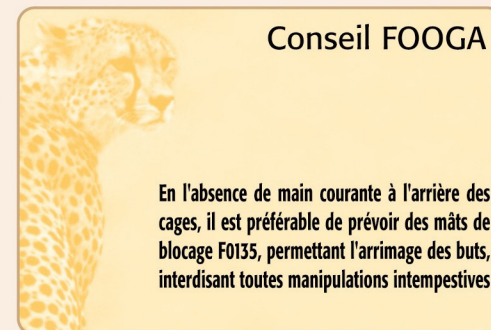 Conseil FOOGA
En l'absence de main courante à l'arrière des
cages, il est préférable de prévoir des mâts de
blocage F0135, permettant l'arrimage des buts,
interdisant toutes manipulations intempestives